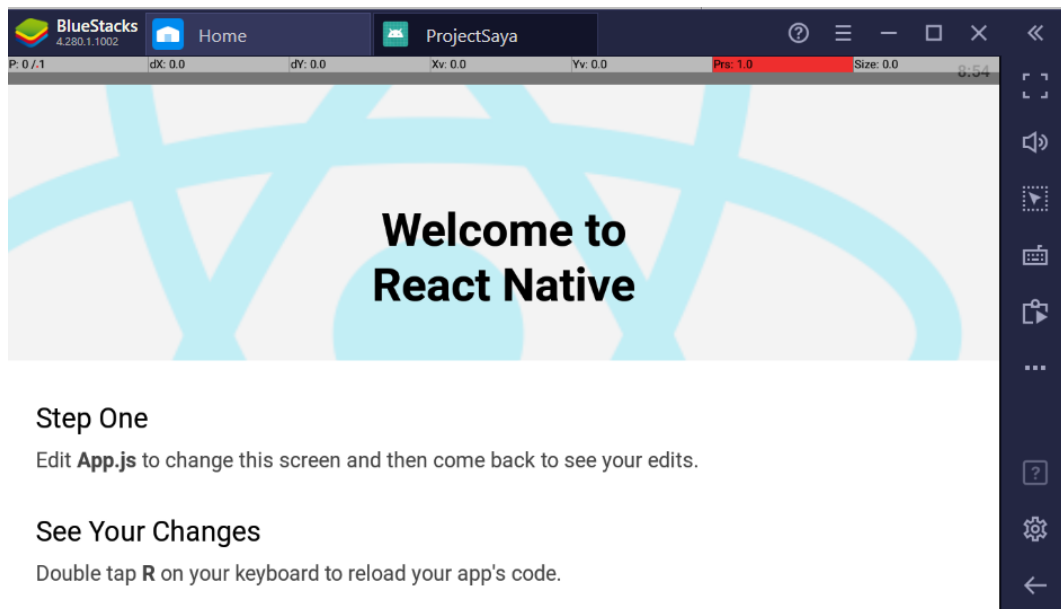 BlueStacks
4.280.1.1002
Home
ProjectSaya
P: 0 / 1
dX: 0.0
dY: 0.0
Xv: 0.0
Yv: 0.0
Prs: 1.0
Size: 0.0
8:54
Welcome to
React Native
Step One
Edit App.js to change this screen and then come back to see your edits.
See Your Changes
Double tap R on your keyboard to reload your app's code.